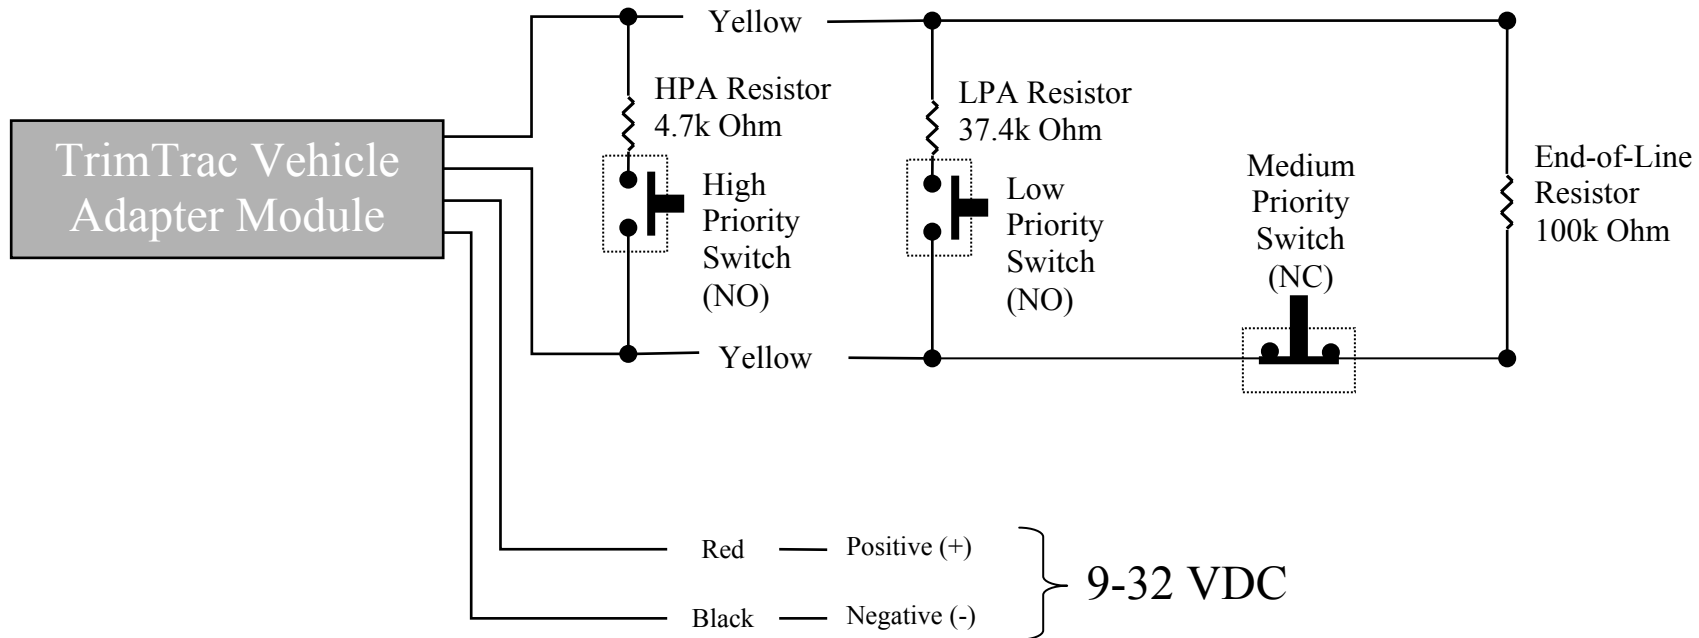 Yellow
HPA Resistor
4.7k Ohm
LPA Resistor
37.4k Ohm
TrimTrac Vehicle
Adapter Module
High
Priority
Switch
(NO)
Low
Priority
Switch
(NO)
Medium
Priority
Switch
(NC)
End-of-Line
Resistor
100k Ohm
Yellow
Red
Positive (+)
Black
Negative (-)
9-32 VDC